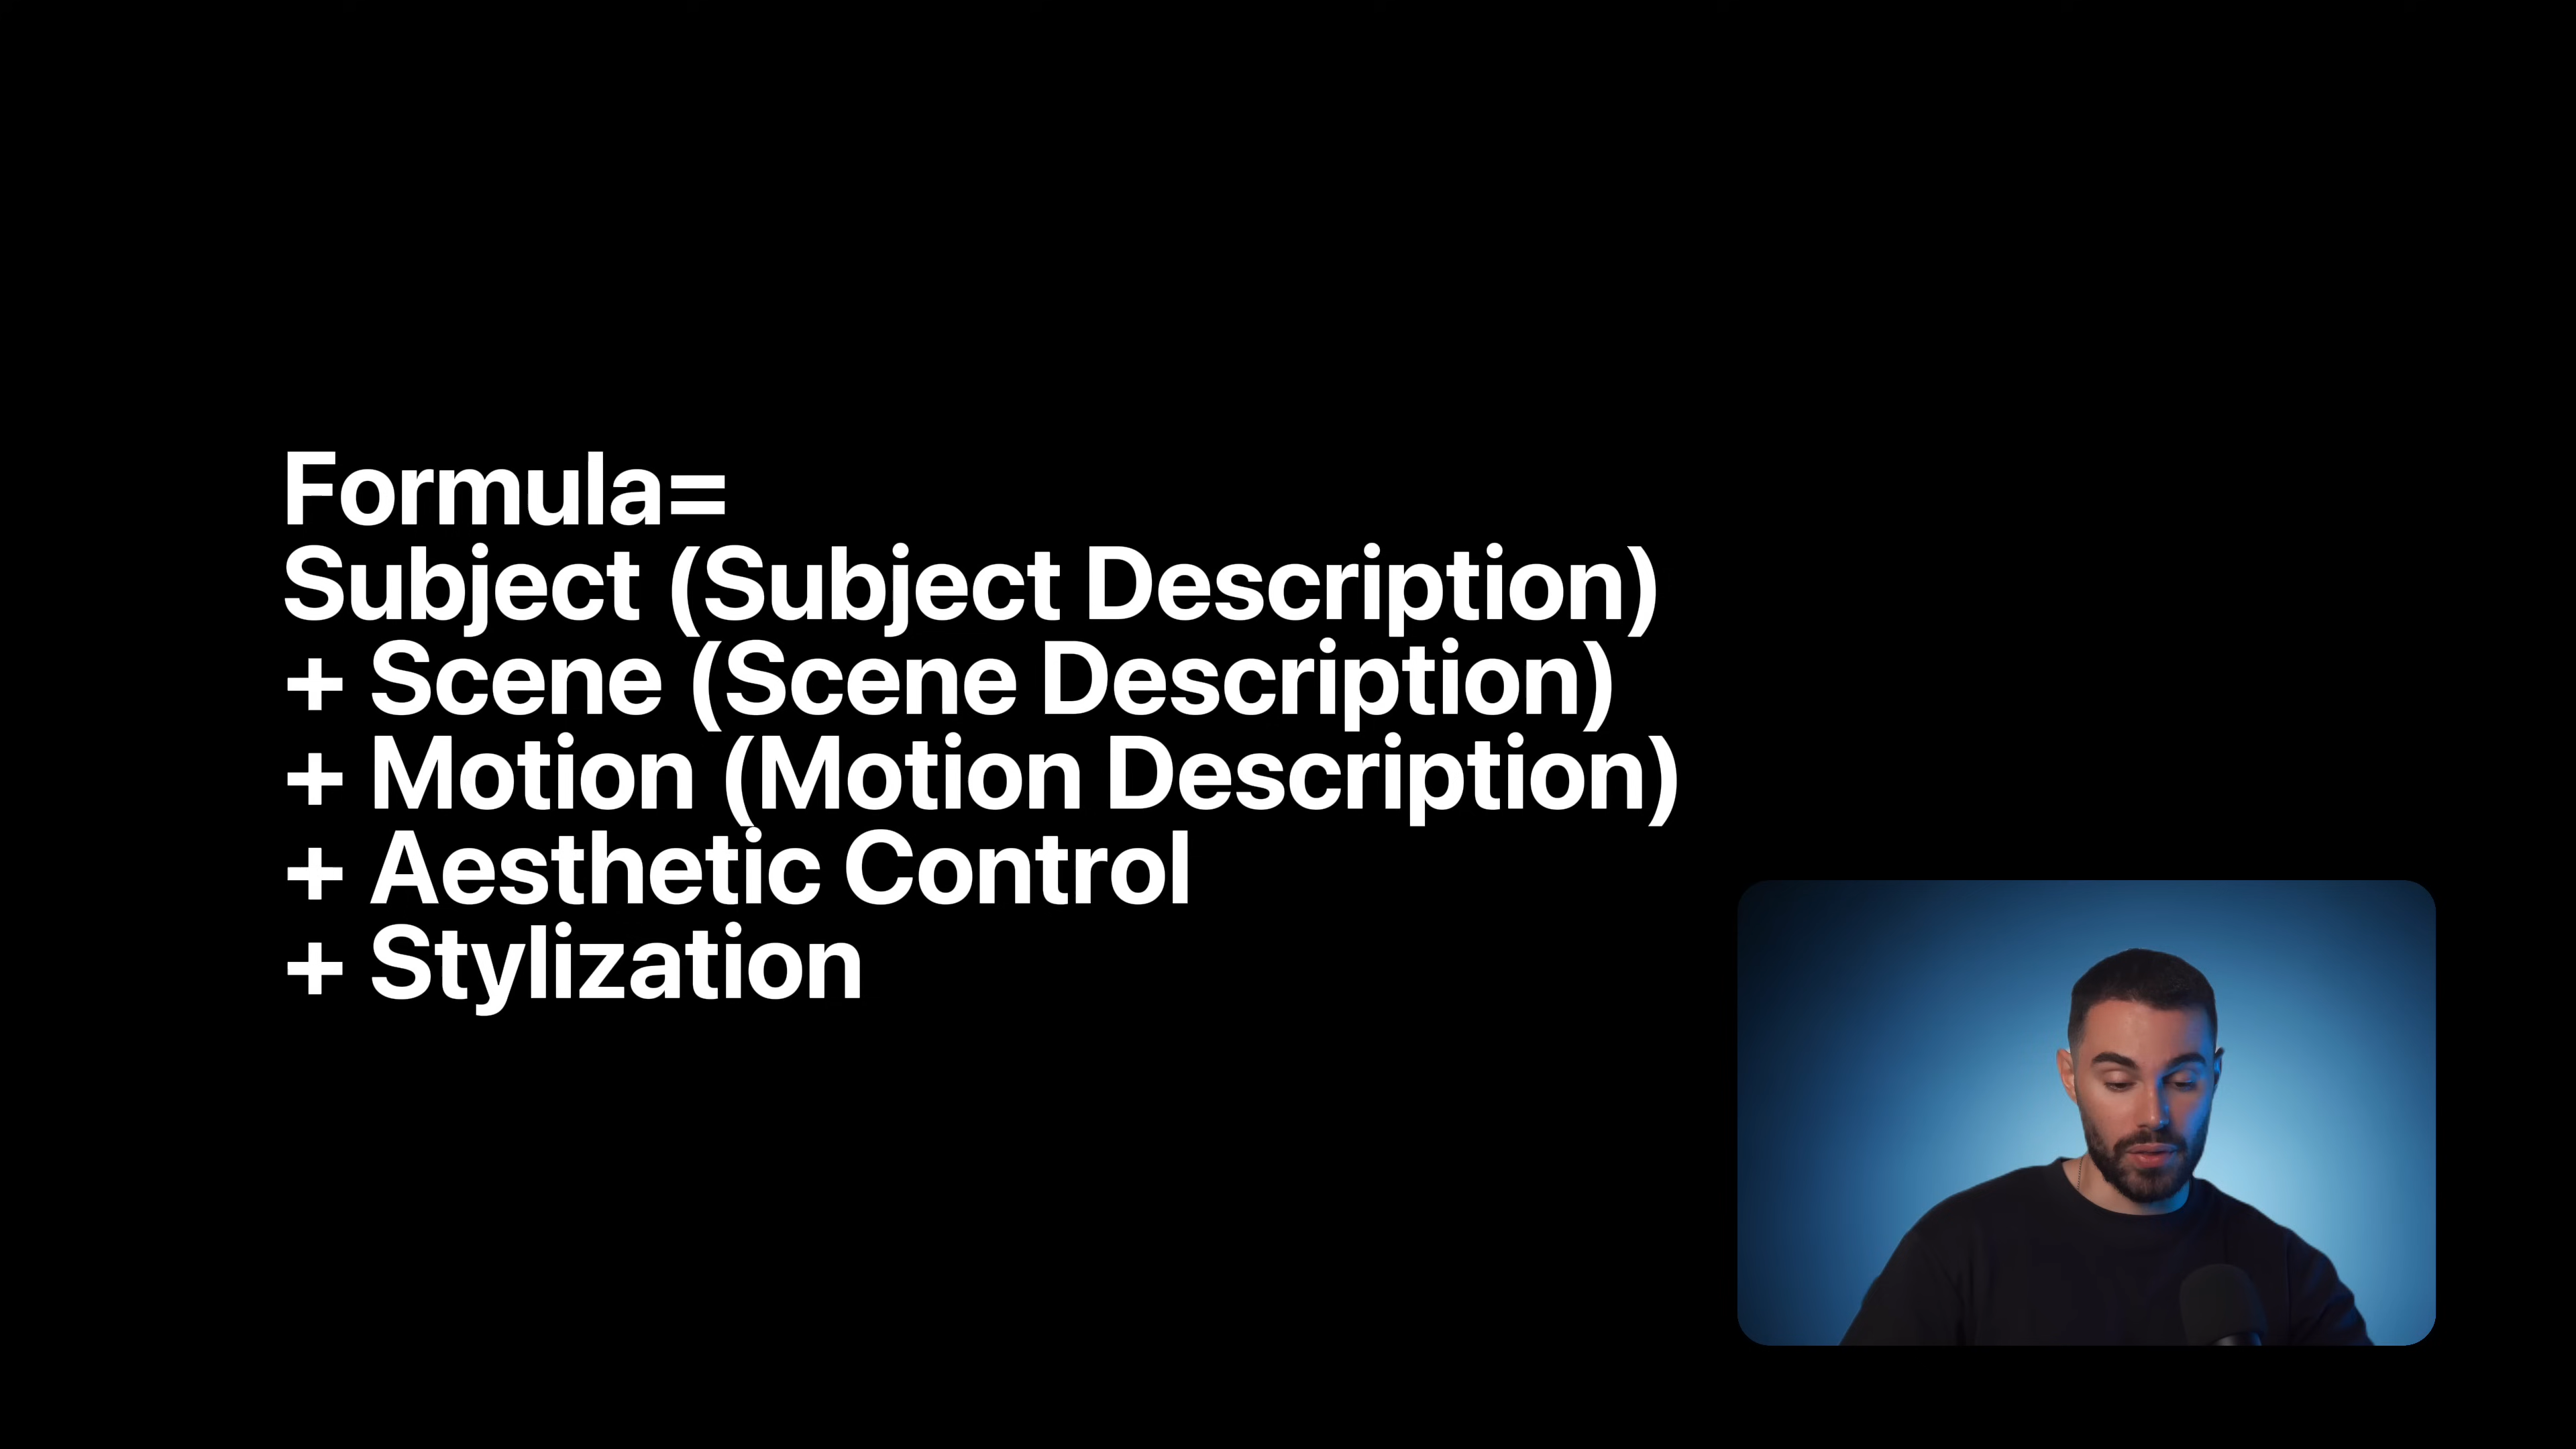 Formula=
Subject (Subject Description)
+ Scene (Scene Description)
+ Motion (Motion Description)
+ Aesthetic Control
+ Stylization